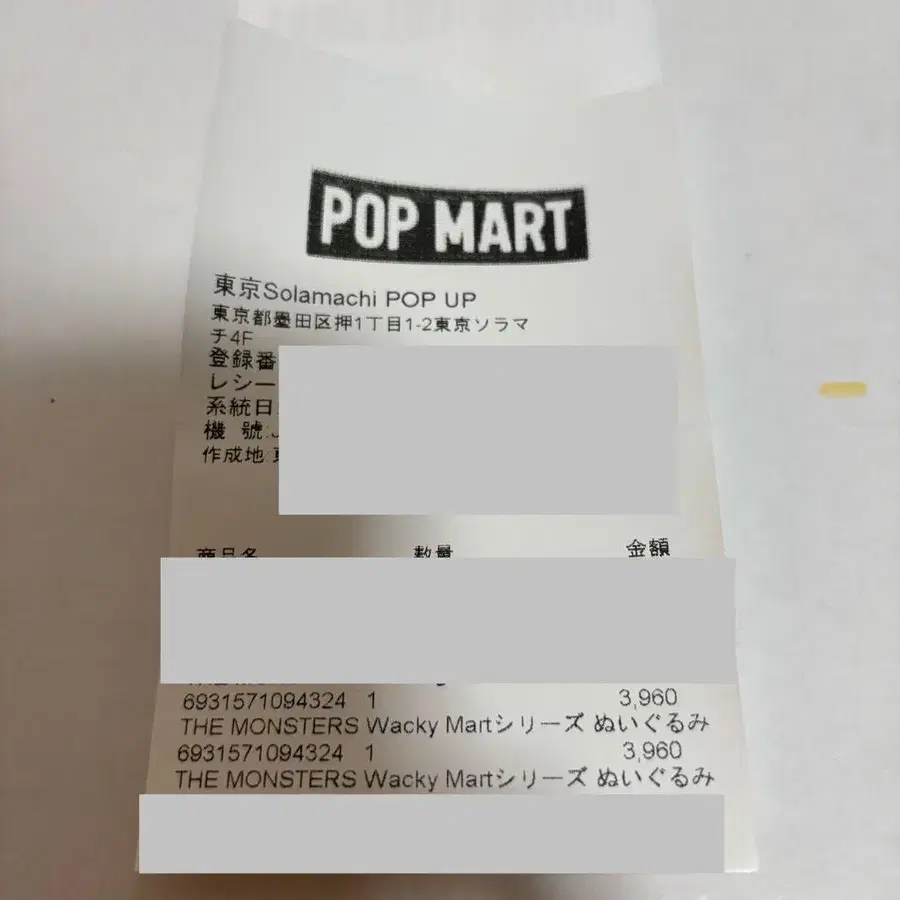 POP MART
東京Solamachi POP UP
東京都墨田区押1丁目1-2東京ソラマ
チ4F
登録番
レシー
系統日
機 號:
作成地:東
商品名 数量 金額
6931571094324 1 3,960
THE MONSTERS Wacky Martシリーズ ぬいぐるみ
6931571094324 1 3,960
THE MONSTERS Wacky Martシリーズ ぬいぐるみ